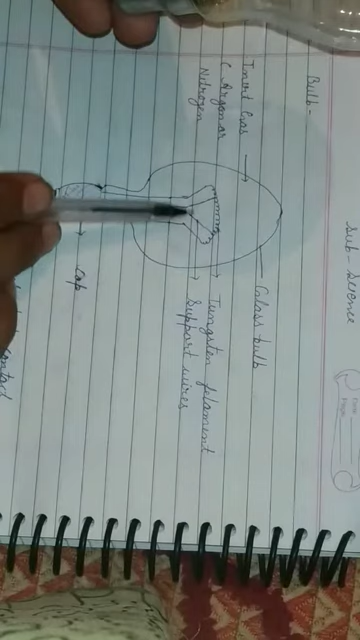 Sub - Science
Bulb -
Inert Gas
( Argon or
Nitrogen
Glass bulb
Tungsten filament
Support wires
Cap